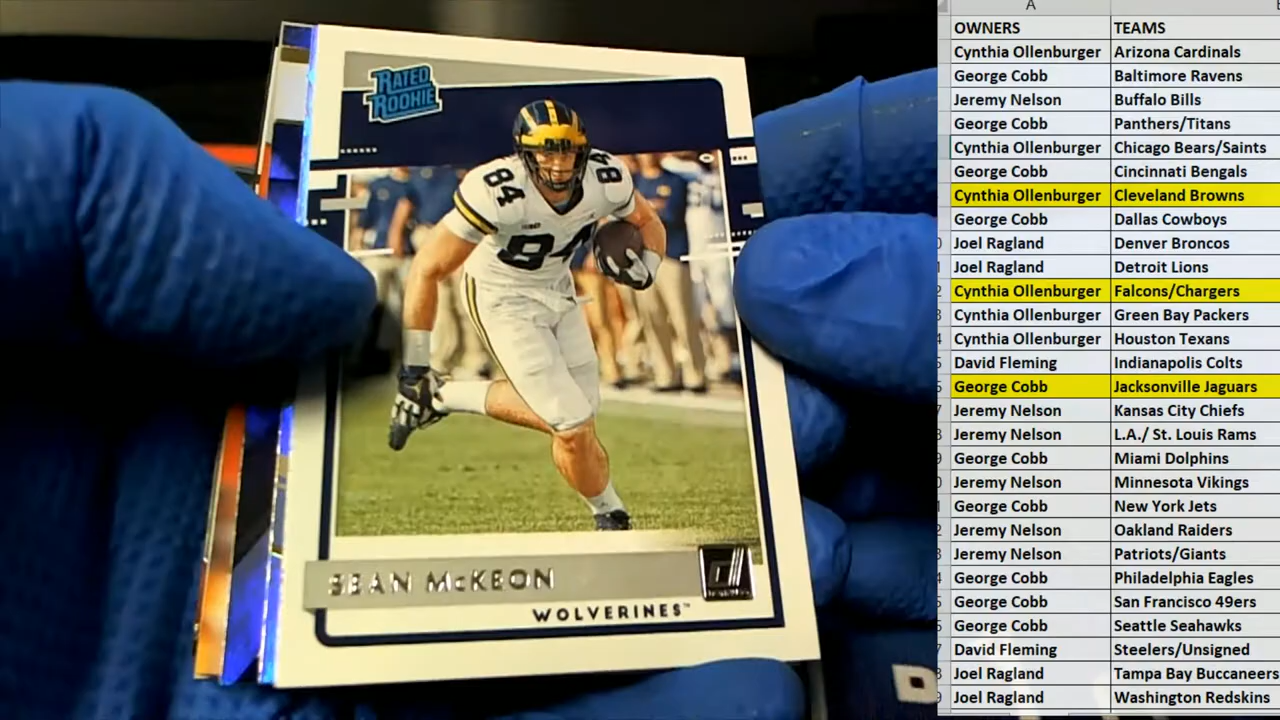 RATED
ROOKIE
84
84
84
SEAN McKEON
WOLVERINES™
A
OWNERS TEAMS
Cynthia Ollenburger Arizona Cardinals
George Cobb Baltimore Ravens
Jeremy Nelson Buffalo Bills
George Cobb Panthers/Titans
Cynthia Ollenburger Chicago Bears/Saints
George Cobb Cincinnati Bengals
Cynthia Ollenburger Cleveland Browns
George Cobb Dallas Cowboys
Joel Ragland Denver Broncos
Joel Ragland Detroit Lions
Cynthia Ollenburger Falcons/Chargers
Cynthia Ollenburger Green Bay Packers
Cynthia Ollenburger Houston Texans
David Fleming Indianapolis Colts
George Cobb Jacksonville Jaguars
Jeremy Nelson Kansas City Chiefs
Jeremy Nelson L.A./ St. Louis Rams
George Cobb Miami Dolphins
Jeremy Nelson Minnesota Vikings
George Cobb New York Jets
Jeremy Nelson Oakland Raiders
Jeremy Nelson Patriots/Giants
George Cobb Philadelphia Eagles
George Cobb San Francisco 49ers
George Cobb Seattle Seahawks
David Fleming Steelers/Unsigned
Joel Ragland Tampa Bay Buccaneers
Joel Ragland Washington Redskins